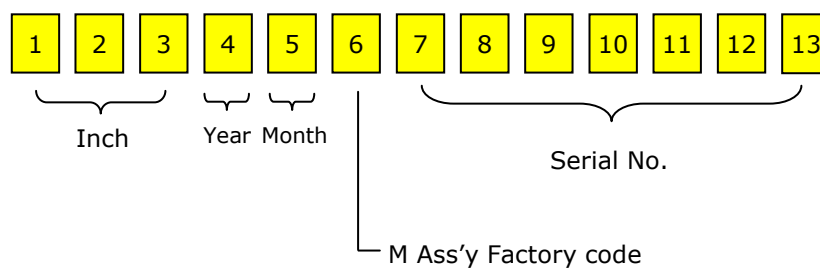 1 2 3 4 5 6 7 8 9 10 11 12 13
Inch Year Month Serial No.
M Ass'y Factory code